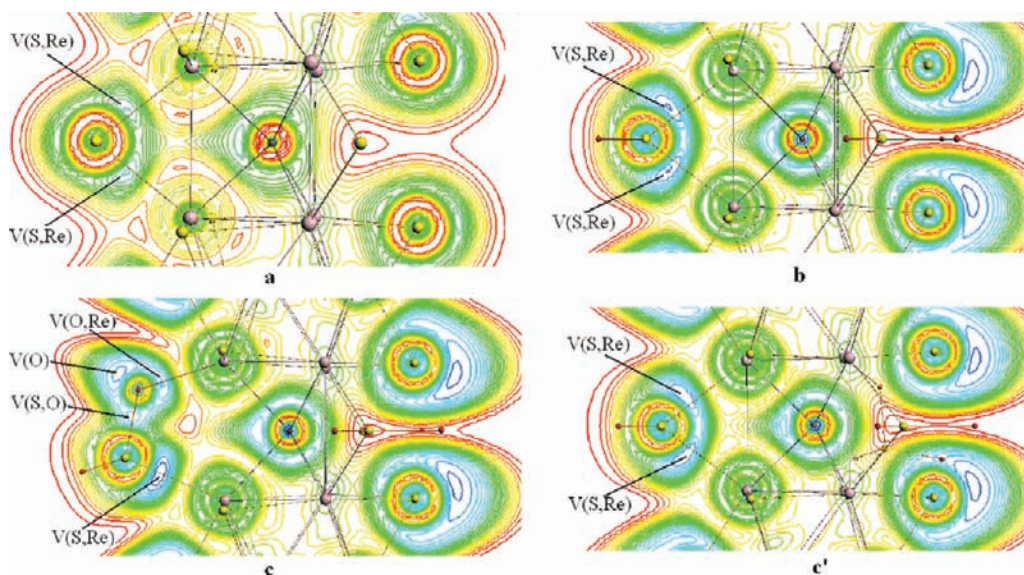 V(S,Re)
V(S,Re)
a
V(S,Re)
V(S,Re)
b
V(O,Re)
V(O)
V(S,O)
V(S,Re)
c
V(S,Re)
V(S,Re)
c'